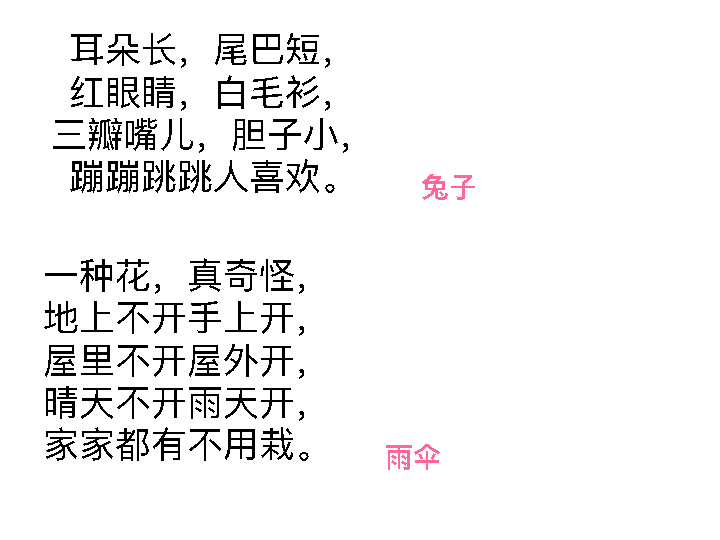 耳朵长，尾巴短，
红眼睛，白毛衫，
三瓣嘴儿，胆子小，
蹦蹦跳跳人喜欢。
兔子
一种花，真奇怪，
地上不开手上开，
屋里不开屋外开，
晴天不开雨天开，
家家都有不用栽。
雨伞